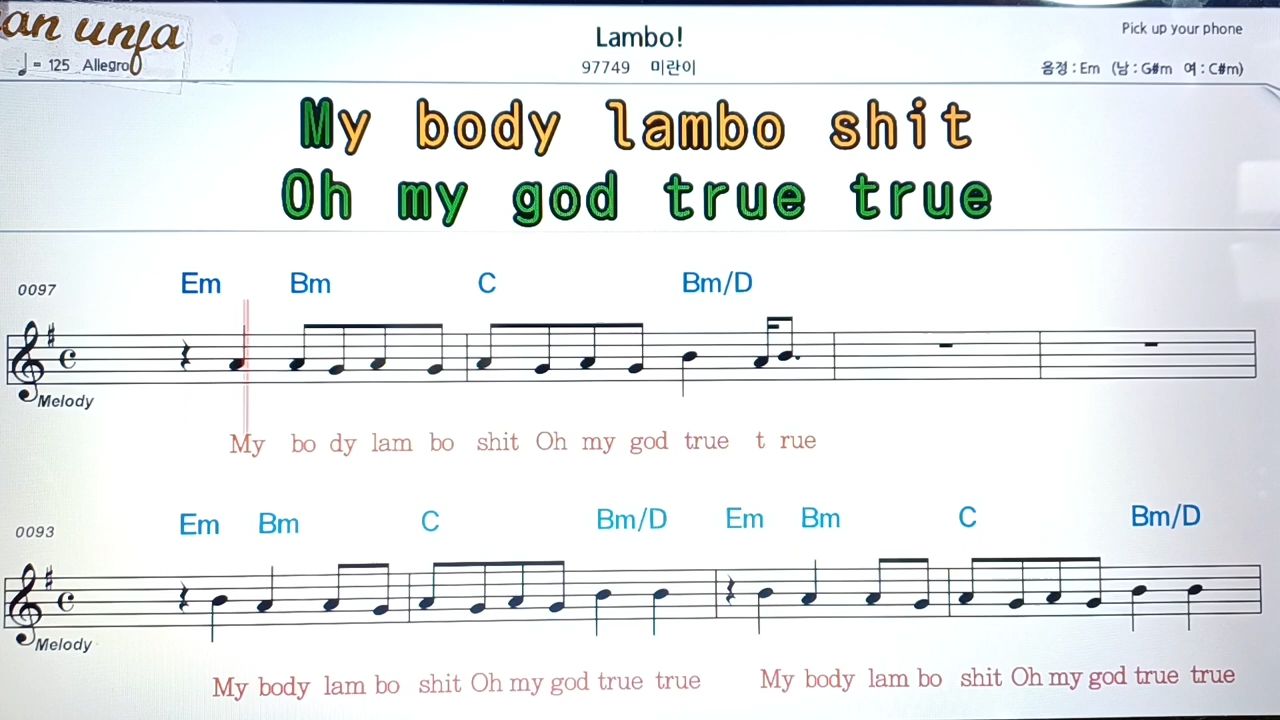 an unfa
♩= 125 Allegro
Lambo!
97749 미란이
Pick up your phone
음정 : Em (남 : G#m 여 : C#m)
My body lambo shit
Oh my god true true
Em Bm C Bm/D
0097
Melody
My bo dy lam bo shit Oh my god true t rue
Em Bm C Bm/D Em Bm C Bm/D
0093
Melody
My body lam bo shit Oh my god true true My body lam bo shit Oh my god true true